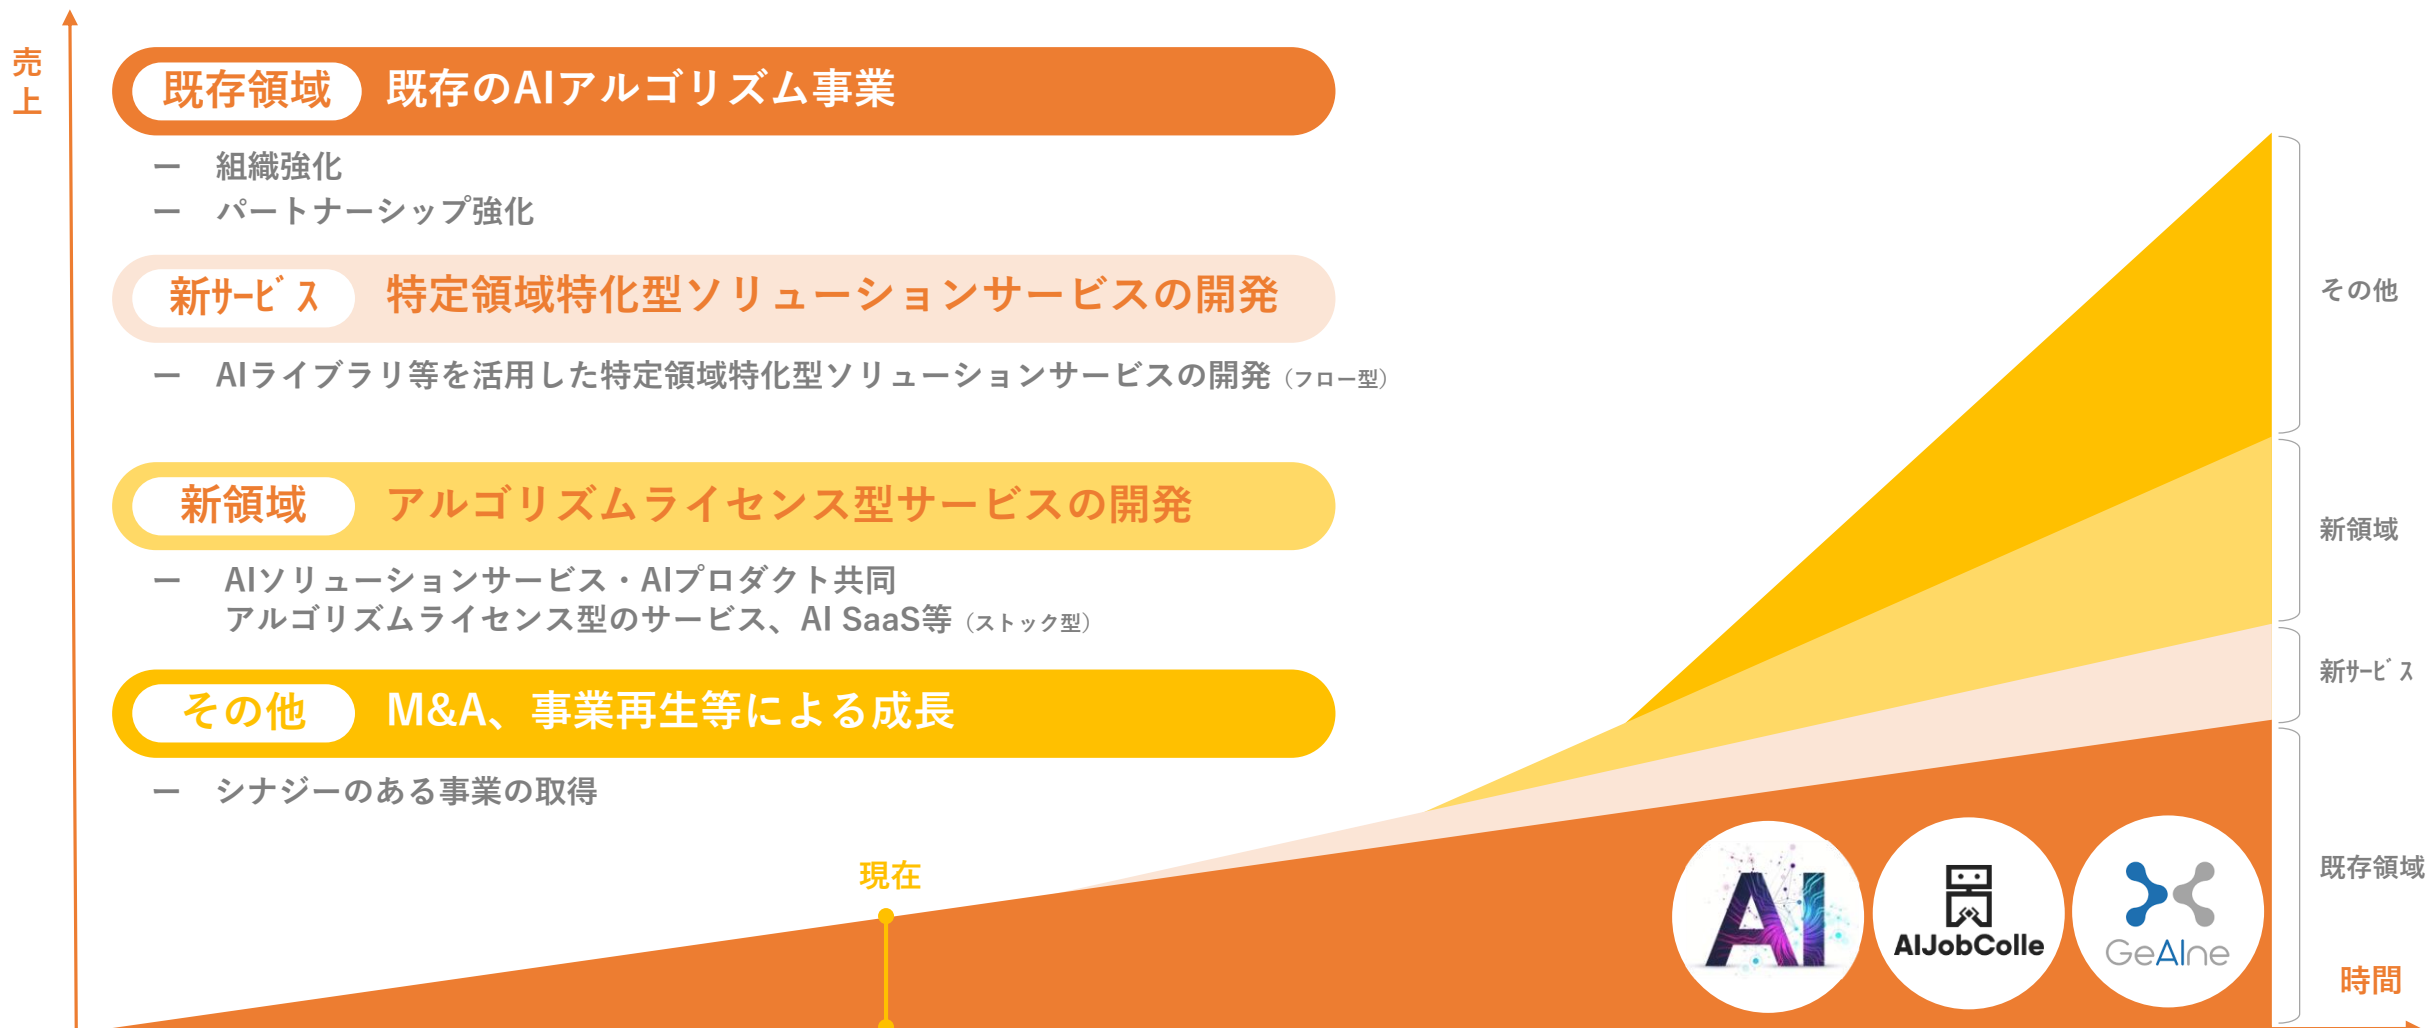 売上
既存領域 既存のAIアルゴリズム事業
ー 組織強化
ー パートナーシップ強化
新ｻｰﾋﾞｽ 特定領域特化型ソリューションサービスの開発
ー AIライブラリ等を活用した特定領域特化型ソリューションサービスの開発（フロー型）
新領域 アルゴリズムライセンス型サービスの開発
ー AIソリューションサービス・AIプロダクト共同
アルゴリズムライセンス型のサービス、AI SaaS等（ストック型）
その他 M&A、事業再生等による成長
ー シナジーのある事業の取得
現在
その他
新領域
新ｻｰﾋﾞｽ
既存領域
AI
AIJobColle
GeAIne
時間